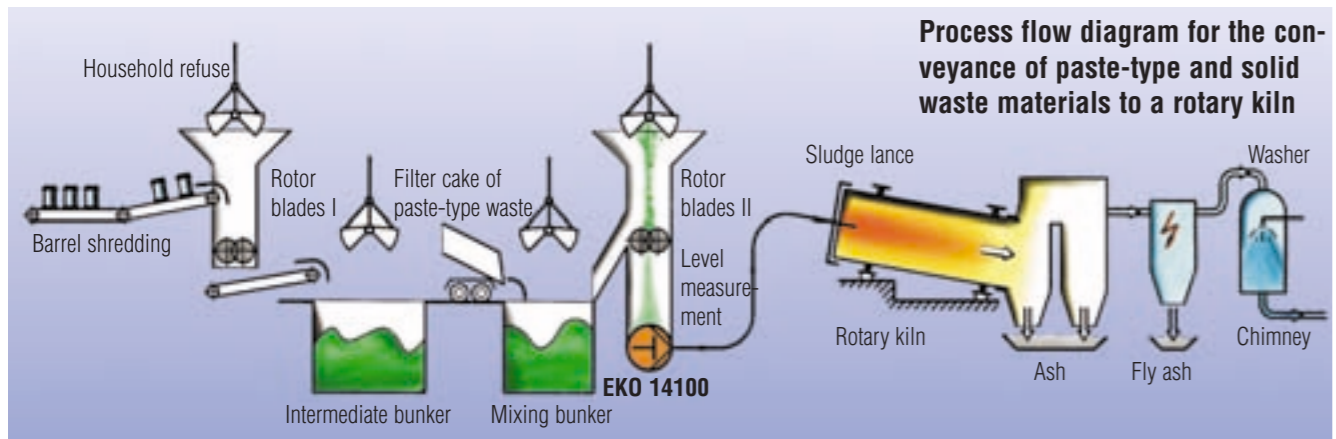 Process flow diagram for the con-
veyance of paste-type and solid
waste materials to a rotary kiln
Household refuse
Barrel shredding
Rotor
blades I
Filter cake of
paste-type waste
Intermediate bunker
Mixing bunker
Rotor
blades II
Level
measure-
ment
EKO 14100
Sludge lance
Rotary kiln
Ash
Fly ash
Washer
Chimney